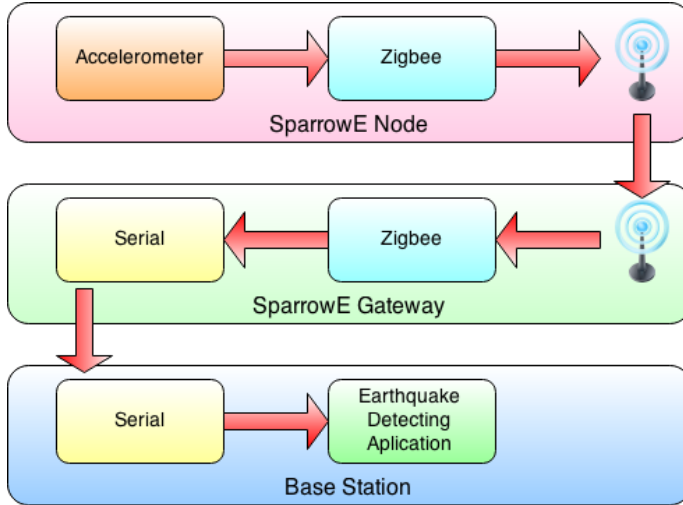 Accelerometer
Zigbee
SparrowE Node
Serial
Zigbee
SparrowE Gateway
Serial
Earthquake
Detecting
Aplication
Base Station